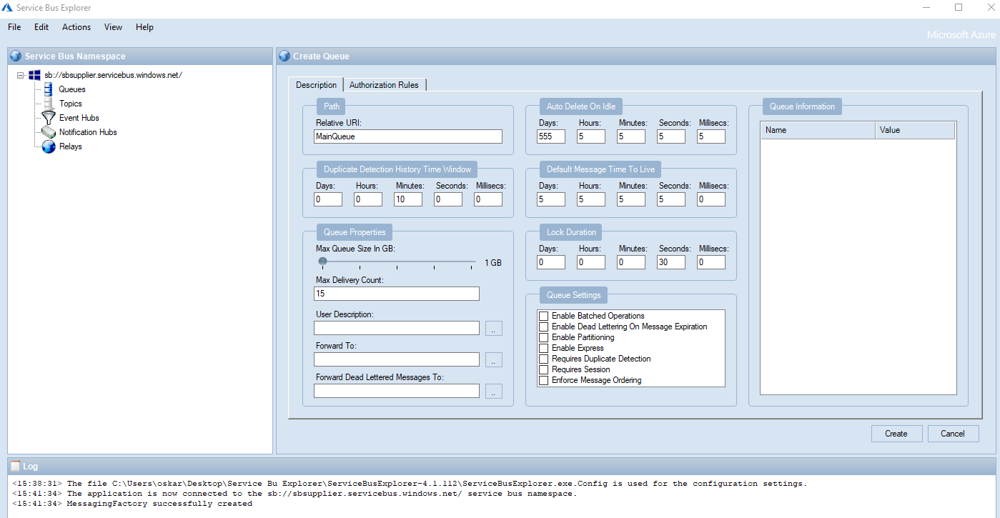 Service Bus Explorer
File Edit Actions View Help
Microsoft Azure
Service Bus Namespace
sb://sbsupplier.servicebus.windows.net/
Queues
Topics
Event Hubs
Notification Hubs
Relays
Create Queue
Description Authorization Rules
Path
Relative URI:
MainQueue
Duplicate Detection History Time Window
Days: Hours: Minutes: Seconds: Millisecs:
0 0 10 0 0
Queue Properties
Max Queue Size In GB:
1 GB
Max Delivery Count:
15
User Description:
..
Forward To:
..
Forward Dead Lettered Messages To:
..
Auto Delete On Idle
Days: Hours: Minutes: Seconds: Millisecs:
555 5 5 5 5
Default Message Time To Live
Days: Hours: Minutes: Seconds: Millisecs:
5 5 5 5 0
Lock Duration
Days: Hours: Minutes: Seconds: Millisecs:
0 0 0 30 0
Queue Settings
Enable Batched Operations
Enable Dead Lettering On Message Expiration
Enable Partitioning
Enable Express
Requires Duplicate Detection
Requires Session
Enforce Message Ordering
Queue Information
Name Value
Create Cancel
Log
<15:38:31> The file C:\Users\oskar\Desktop\Service Bu Explorer\ServiceBusExplorer-4.1.112\ServiceBusExplorer.exe.Config is used for the configuration settings.
<15:41:34> The application is now connected to the sb://sbsupplier.servicebus.windows.net/ service bus namespace.
<15:41:34> MessagingFactory successfully created